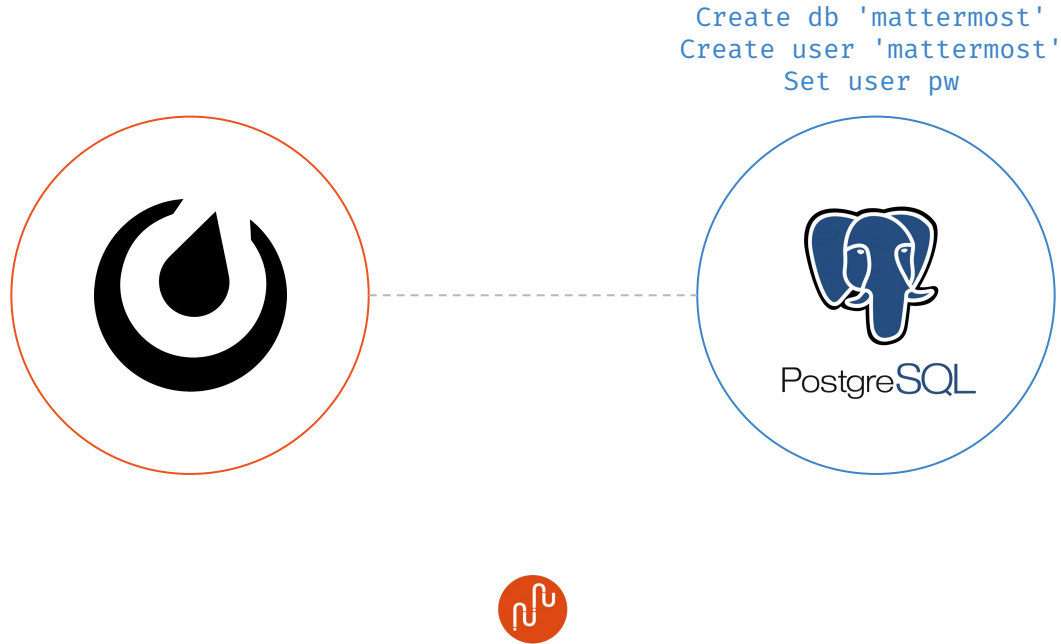 Create db 'mattermost'
Create user 'mattermost'
Set user pw
PostgreSQL